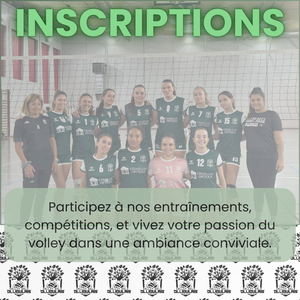 INSCRIPTIONS
Participez à nos entraînements,
compétitions, et vivez votre passion du
volley dans une ambiance conviviale.